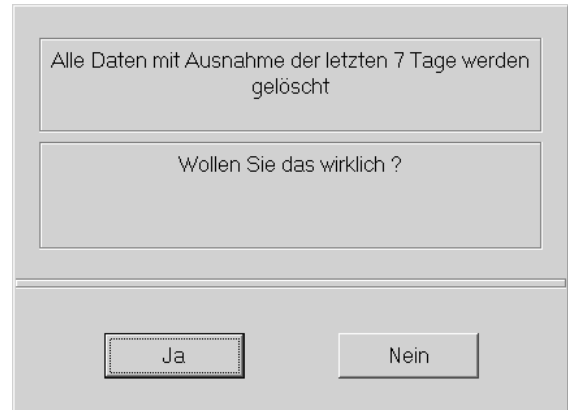 Alle Daten mit Ausnahme der letzten 7 Tage werden
gelöscht
Wollen Sie das wirklich ?
Ja
Nein